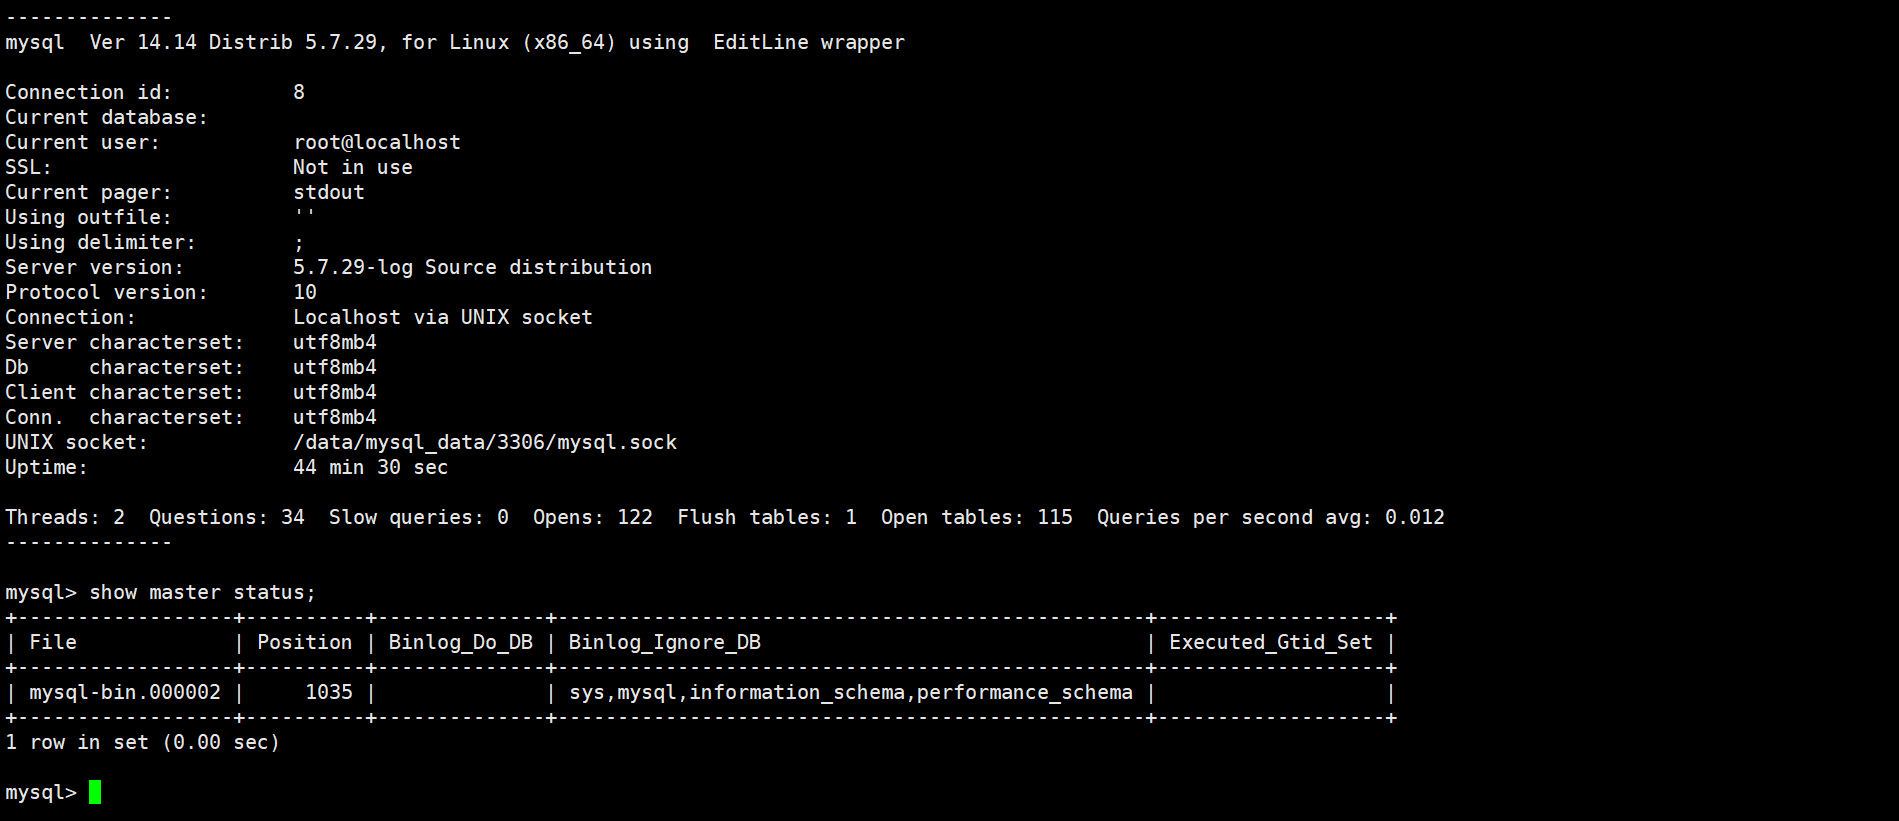 --------------
mysql  Ver 14.14 Distrib 5.7.29, for Linux (x86_64) using  EditLine wrapper

Connection id:          8
Current database:
Current user:           root@localhost
SSL:                    Not in use
Current pager:          stdout
Using outfile:          ''
Using delimiter:        ;
Server version:         5.7.29-log Source distribution
Protocol version:       10
Connection:             Localhost via UNIX socket
Server characterset:    utf8mb4
Db     characterset:    utf8mb4
Client characterset:    utf8mb4
Conn.  characterset:    utf8mb4
UNIX socket:            /data/mysql_data/3306/mysql.sock
Uptime:                 44 min 30 sec

Threads: 2  Questions: 34  Slow queries: 0  Opens: 122  Flush tables: 1  Open tables: 115  Queries per second avg: 0.012
--------------

mysql> show master status;
+------------------+----------+--------------+-------------------------------------------------+-------------------+
| File             | Position | Binlog_Do_DB | Binlog_Ignore_DB                                | Executed_Gtid_Set |
+------------------+----------+--------------+-------------------------------------------------+-------------------+
| mysql-bin.000002 |     1035 |              | sys,mysql,information_schema,performance_schema |                   |
+------------------+----------+--------------+-------------------------------------------------+-------------------+
1 row in set (0.00 sec)

mysql>